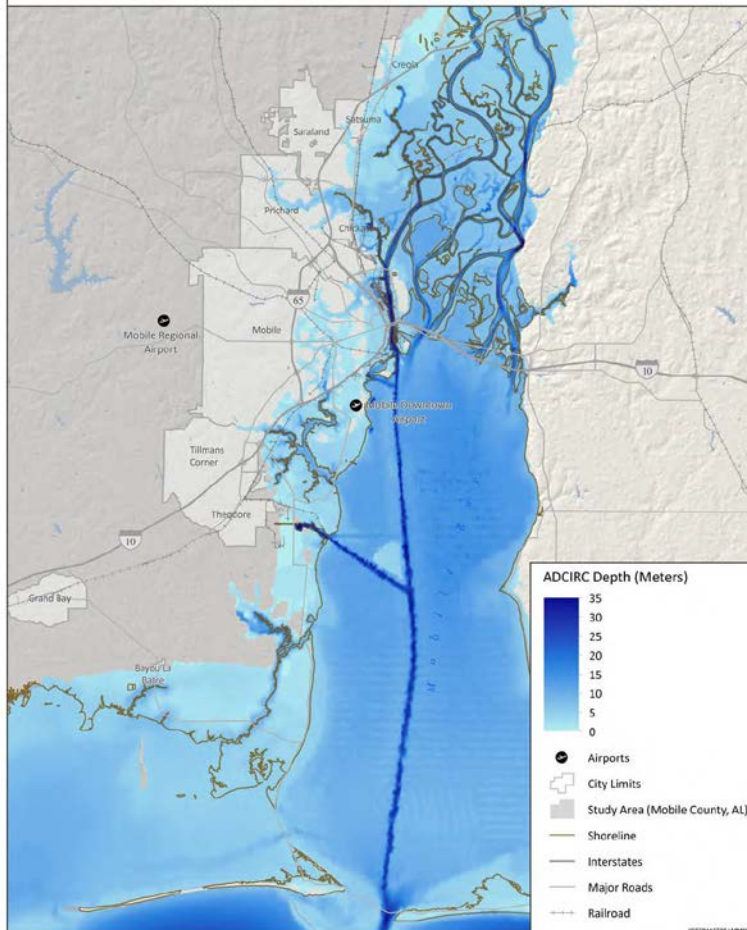 Creola
Satsuma
Saraland
Prichard
65
Mobile
Mobile Regional
Airport
10
Airport
Tillmans
Corner
Theodore
10
Grand Bay
Bayou La
Batre
ADCIRC Depth (Meters)
35
30
25
20
15
10
5
0
Airports
City Limits
Study Area (Mobile County, AL)
Shoreline
Interstates
Major Roads
Railroad